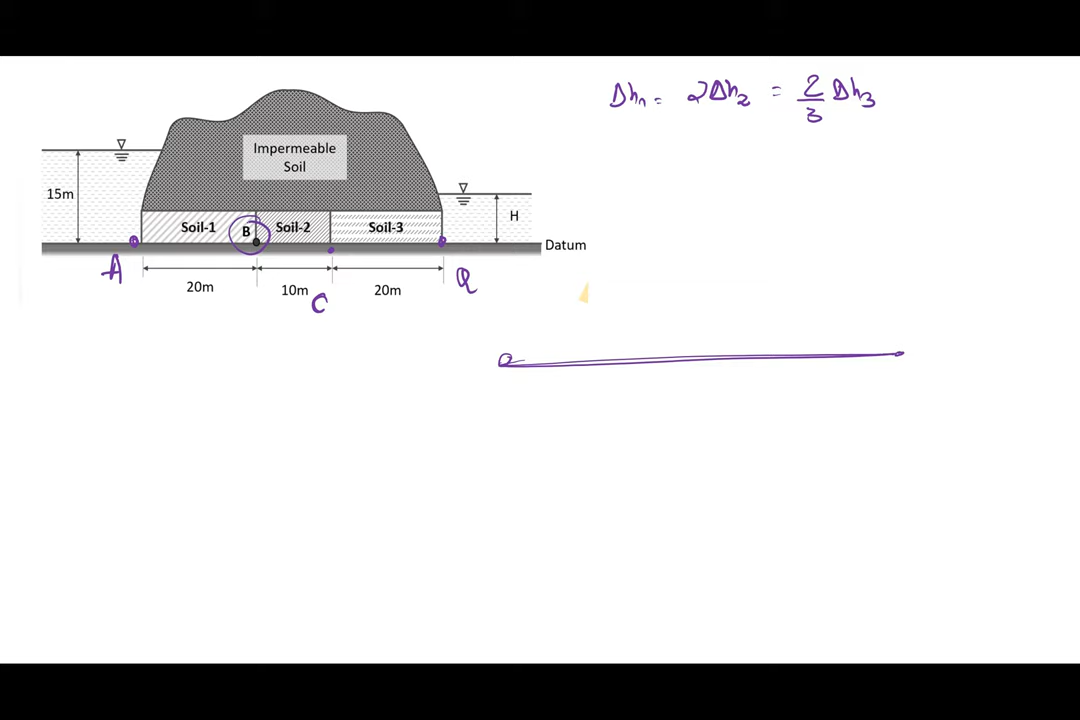 Δh₁ = 2Δh₂ = 2/3 Δh₃
Impermeable
Soil
15m
H
Soil-1
B
Soil-2
Soil-3
Datum
A
20m
10m
20m
Q
C